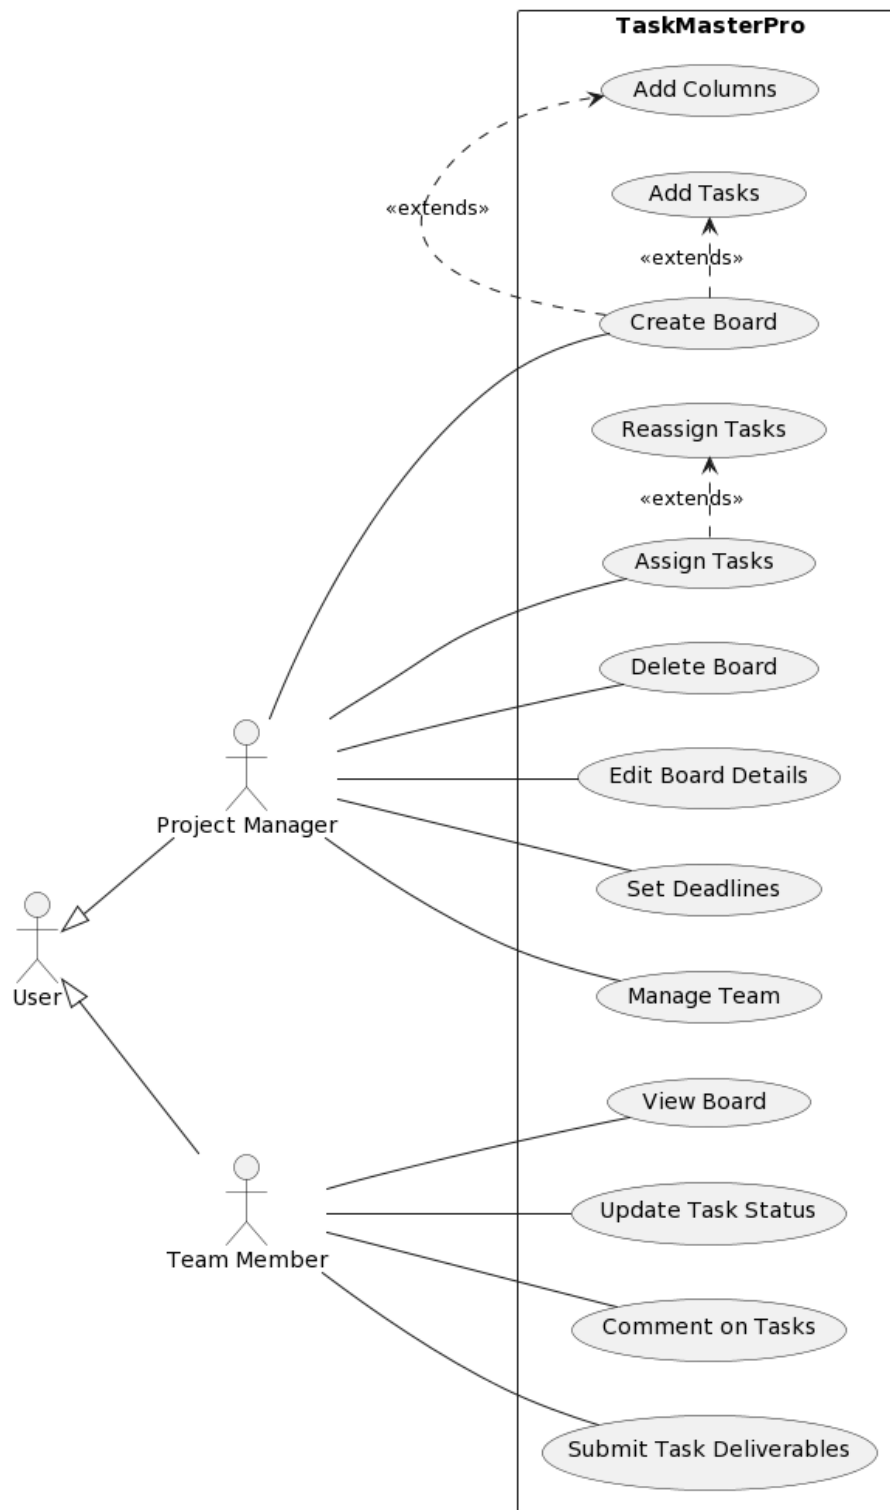 TaskMasterPro
Add Columns
Add Tasks
«extends»
«extends»
Create Board
Reassign Tasks
«extends»
Assign Tasks
Delete Board
Edit Board Details
Project Manager
Set Deadlines
User
Manage Team
View Board
Update Task Status
Team Member
Comment on Tasks
Submit Task Deliverables